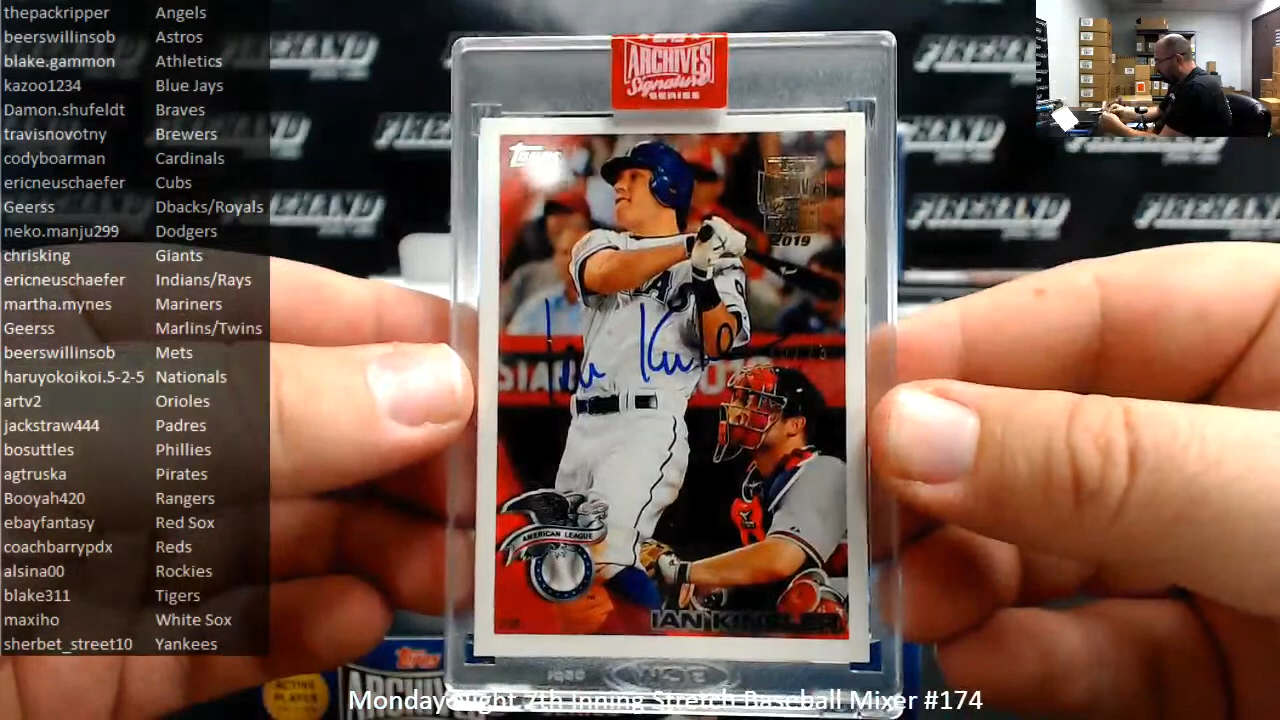 thepackripper Angels
beerswillinsob Astros
blake.gammon Athletics
kazoo1234 Blue Jays
Damon.shufeldt Braves
travisnovotny Brewers
codyboarman Cardinals
ericneuschaefer Cubs
Geerss Dbacks/Royals
neko.manju299 Dodgers
chrisking Giants
ericneuschaefer Indians/Rays
martha.mynes Mariners
Geerss Marlins/Twins
beerswillinsob Mets
haruyokoikoi.5-2-5 Nationals
artv2 Orioles
jackstraw444 Padres
bosuttles Phillies
agtruska Pirates
Booyah420 Rangers
ebayfantasy Red Sox
coachbarrypdx Reds
alsina00 Rockies
blake311 Tigers
maxiho White Sox
sherbet_street10 Yankees
FIREHAND
ARCHIVES
Signature
SERIES
Topps
2019
AMERICAN LEAGUE
IAN KINSLER
Topps
ACTIVE
PLAYER
Monday Night 7th Inning Stretch Baseball Mixer #174